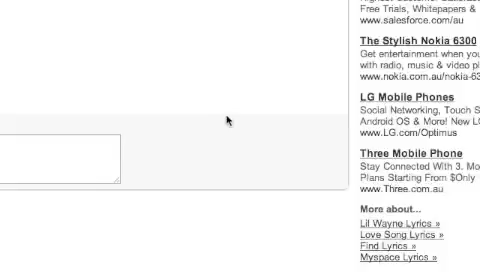 Free Trials, Whitepapers &
www.salesforce.com/au
The Stylish Nokia 6300
Get entertainment when you
with radio, music & video pl
www.nokia.com.au/nokia-63
LG Mobile Phones
Social Networking, Touch S
Android OS & More! New LG
www.LG.com/Optimus
Three Mobile Phone
Stay Connected With 3. Mo
Plans Starting From $Only
www.Three.com.au
More about...
Lil Wayne Lyrics »
Love Song Lyrics »
Find Lyrics »
Myspace Lyrics »